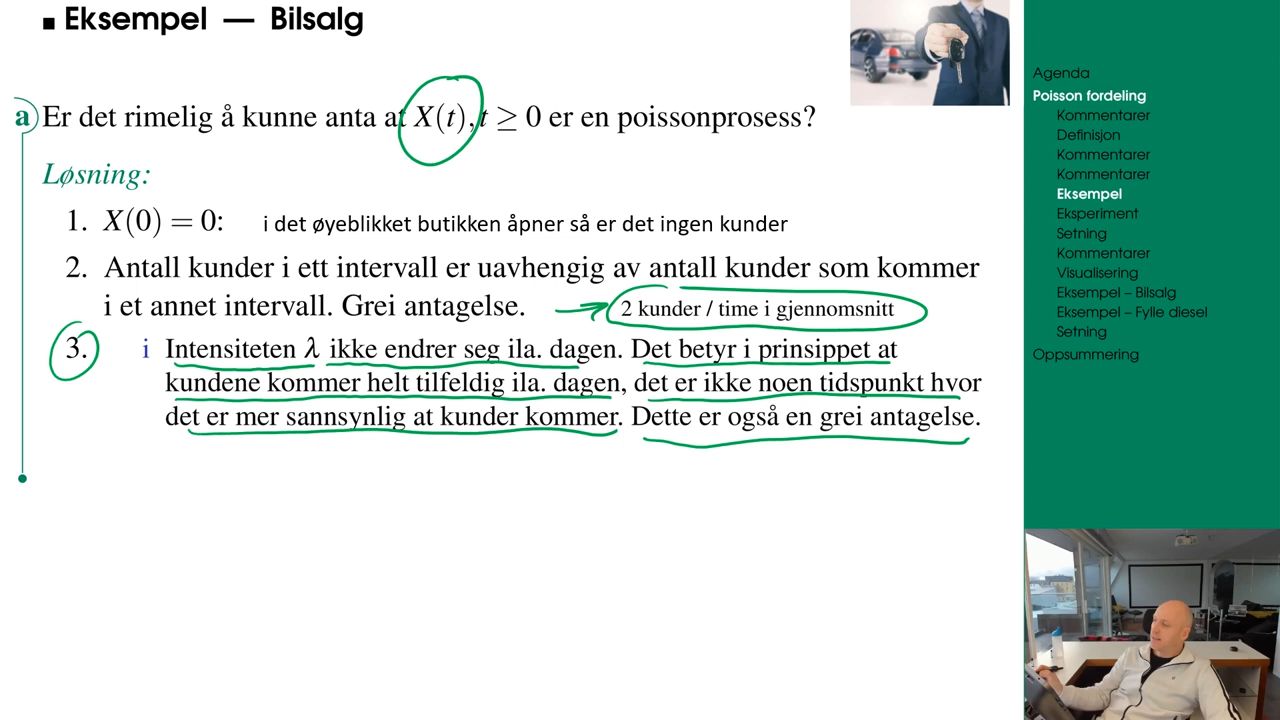 Eksempel — Bilsalg
a Er det rimelig å kunne anta at X(t), t ≥ 0 er en poissonprosess?
Løsning:
1. X(0) = 0: i det øyeblikket butikken åpner så er det ingen kunder
2. Antall kunder i ett intervall er uavhengig av antall kunder som kommer
i et annet intervall. Grei antagelse. 2 kunder / time i gjennomsnitt
3. i Intensiteten λ ikke endrer seg ila. dagen. Det betyr i prinsippet at
kundene kommer helt tilfeldig ila. dagen, det er ikke noen tidspunkt hvor
det er mer sannsynlig at kunder kommer. Dette er også en grei antagelse.
Agenda
Poisson fordeling
Kommentarer
Definisjon
Kommentarer
Kommentarer
Eksempel
Eksperiment
Setning
Kommentarer
Visualisering
Eksempel – Bilsalg
Eksempel – Fylle diesel
Setning
Oppsummering